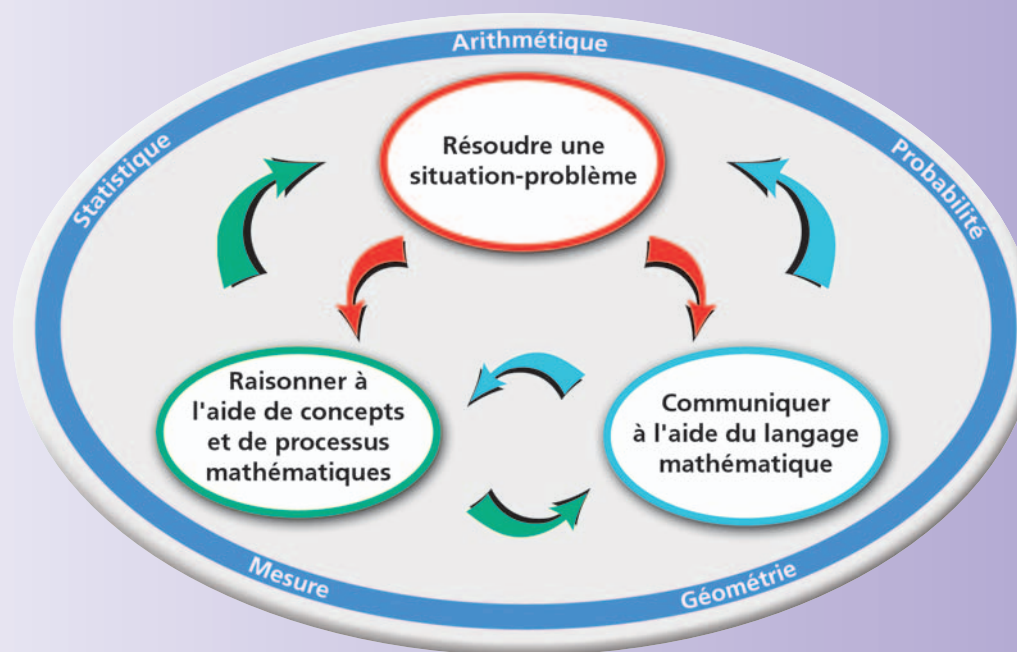 Arithmétique
Statistique
Probabilité
Résoudre une
situation-problème
Raisonner à
l'aide de concepts
et de processus
mathématiques
Communiquer
à l'aide du langage
mathématique
Mesure
Géométrie